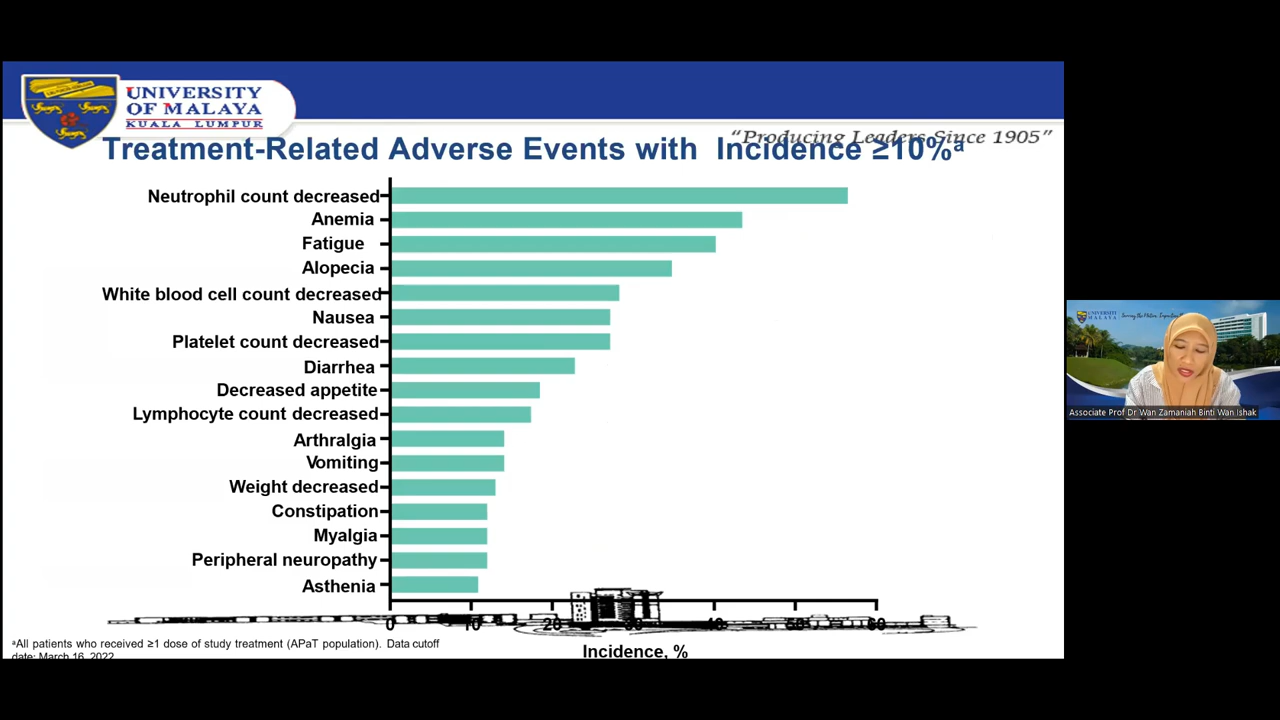 UNIVERSITY
OF MALAYA
KUALA LUMPUR
“Producing Leaders Since 1905”
Treatment-Related Adverse Events with Incidence ≥10%ᵃ
Neutrophil count decreased
Anemia
Fatigue
Alopecia
White blood cell count decreased
Nausea
Platelet count decreased
Diarrhea
Decreased appetite
Lymphocyte count decreased
Arthralgia
Vomiting
Weight decreased
Constipation
Myalgia
Peripheral neuropathy
Asthenia
0 10 20 30 40 50 60
Incidence, %
ᵃAll patients who received ≥1 dose of study treatment (APaT population). Data cutoff
date: March 16, 2022
UNIVERSITY
MALAYA
Associate Prof Dr Wan Zamaniah Binti Wan Ishak